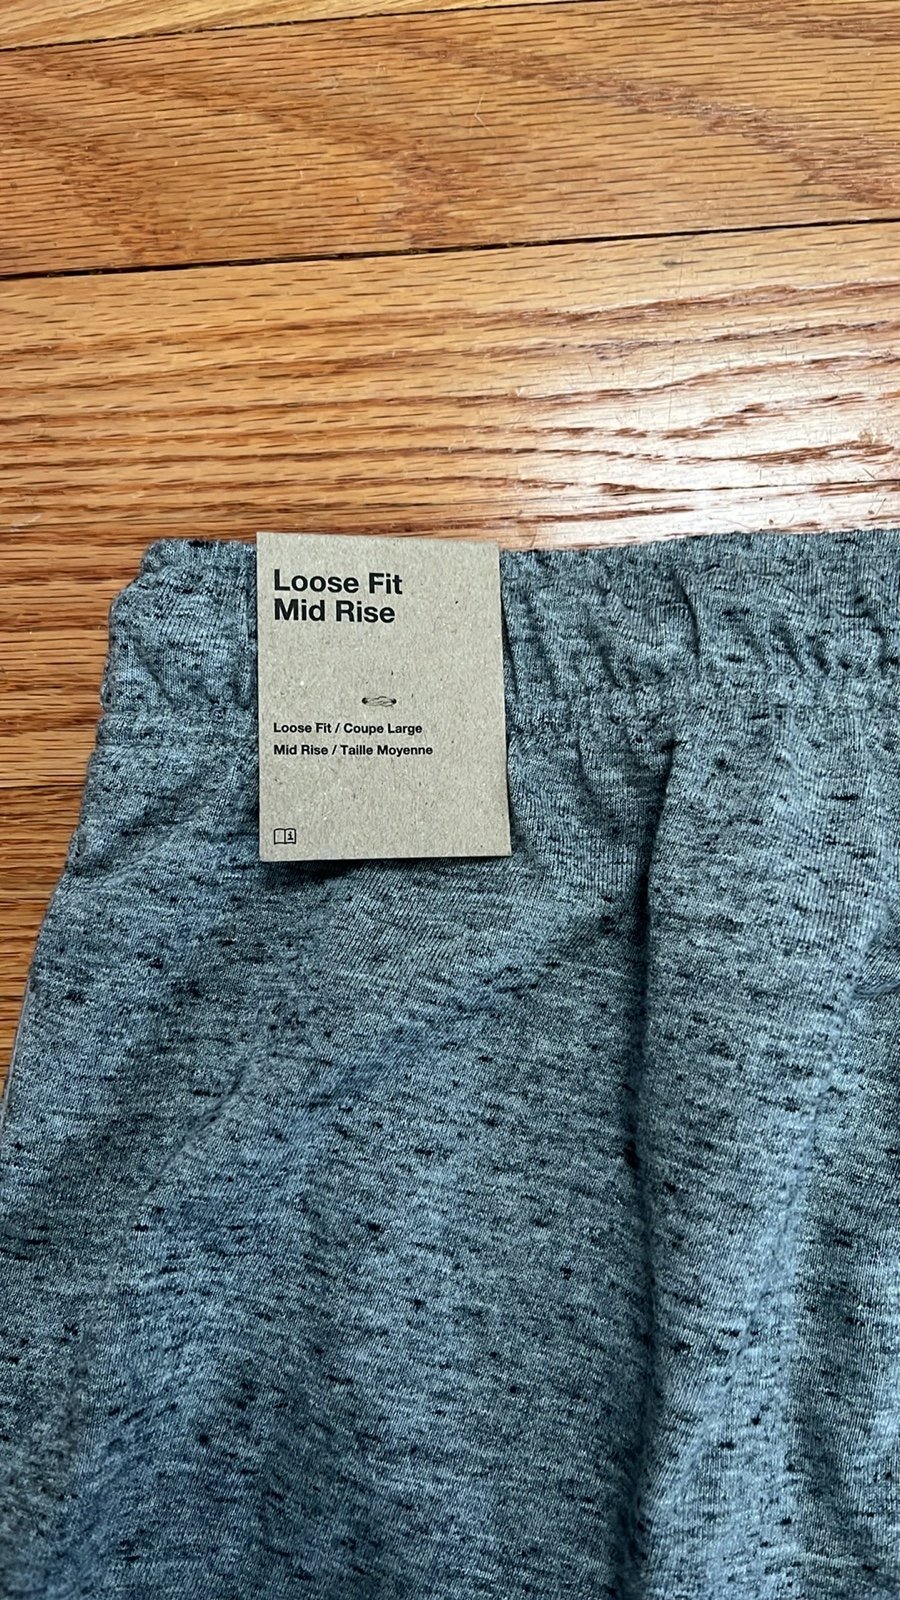 Loose Fit
Mid Rise
Loose Fit / Coupe Large
Mid Rise / Taille Moyenne
i